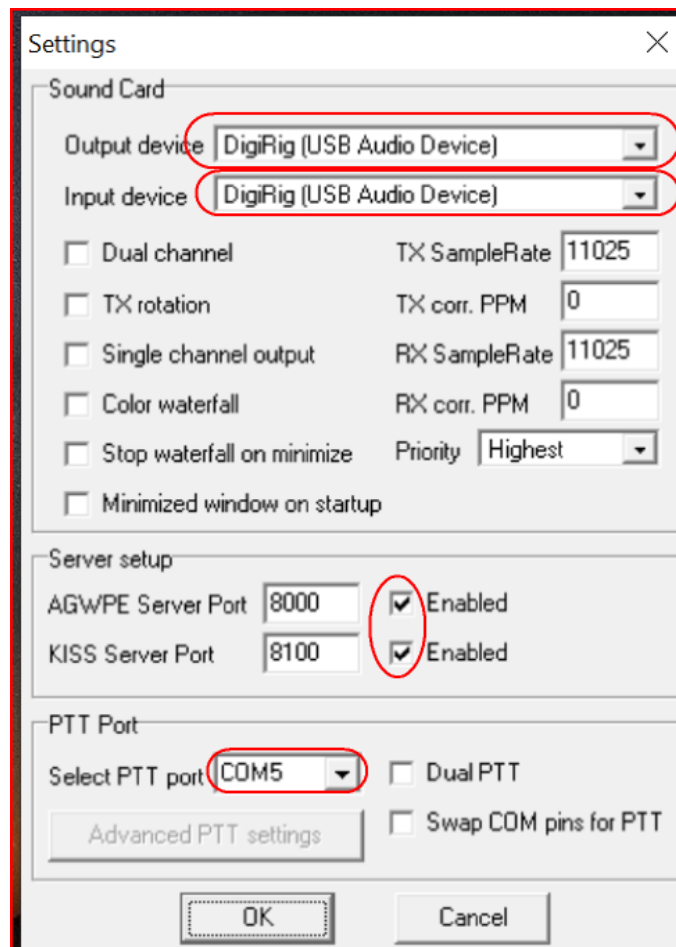 Settings
Sound Card
Output device DigiRig (USB Audio Device)
Input device DigiRig (USB Audio Device)
Dual channel TX SampleRate 11025
TX rotation TX corr. PPM 0
Single channel output RX SampleRate 11025
Color waterfall RX corr. PPM 0
Stop waterfall on minimize Priority Highest
Minimized window on startup
Server setup
AGWPE Server Port 8000 Enabled
KISS Server Port 8100 Enabled
PTT Port
Select PTT port COM5 Dual PTT
Advanced PTT settings Swap COM pins for PTT
OK Cancel